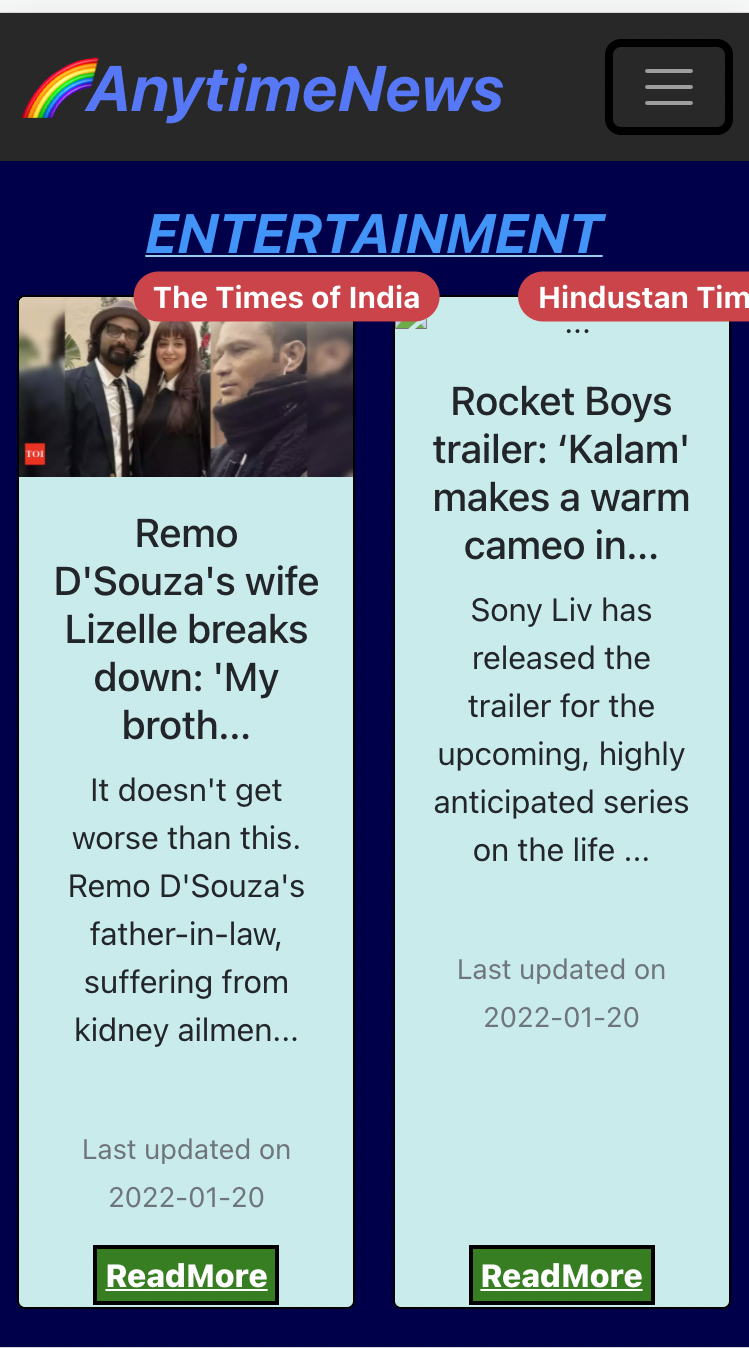 AnytimeNews
ENTERTAINMENT
The Times of India
TOI
Remo
D'Souza's wife
Lizelle breaks
down: 'My
broth...
It doesn't get
worse than this.
Remo D'Souza's
father-in-law,
suffering from
kidney ailmen...
Last updated on
2022-01-20
ReadMore
Hindustan Tim
...
Rocket Boys
trailer: ‘Kalam'
makes a warm
cameo in...
Sony Liv has
released the
trailer for the
upcoming, highly
anticipated series
on the life ...
Last updated on
2022-01-20
ReadMore